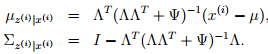 μ_{z^{(i)}|x^{(i)}} = Λ^T(ΛΛ^T + Ψ)^{-1}(x^{(i)} − μ),
Σ_{z^{(i)}|x^{(i)}} = I − Λ^T(ΛΛ^T + Ψ)^{-1}Λ.